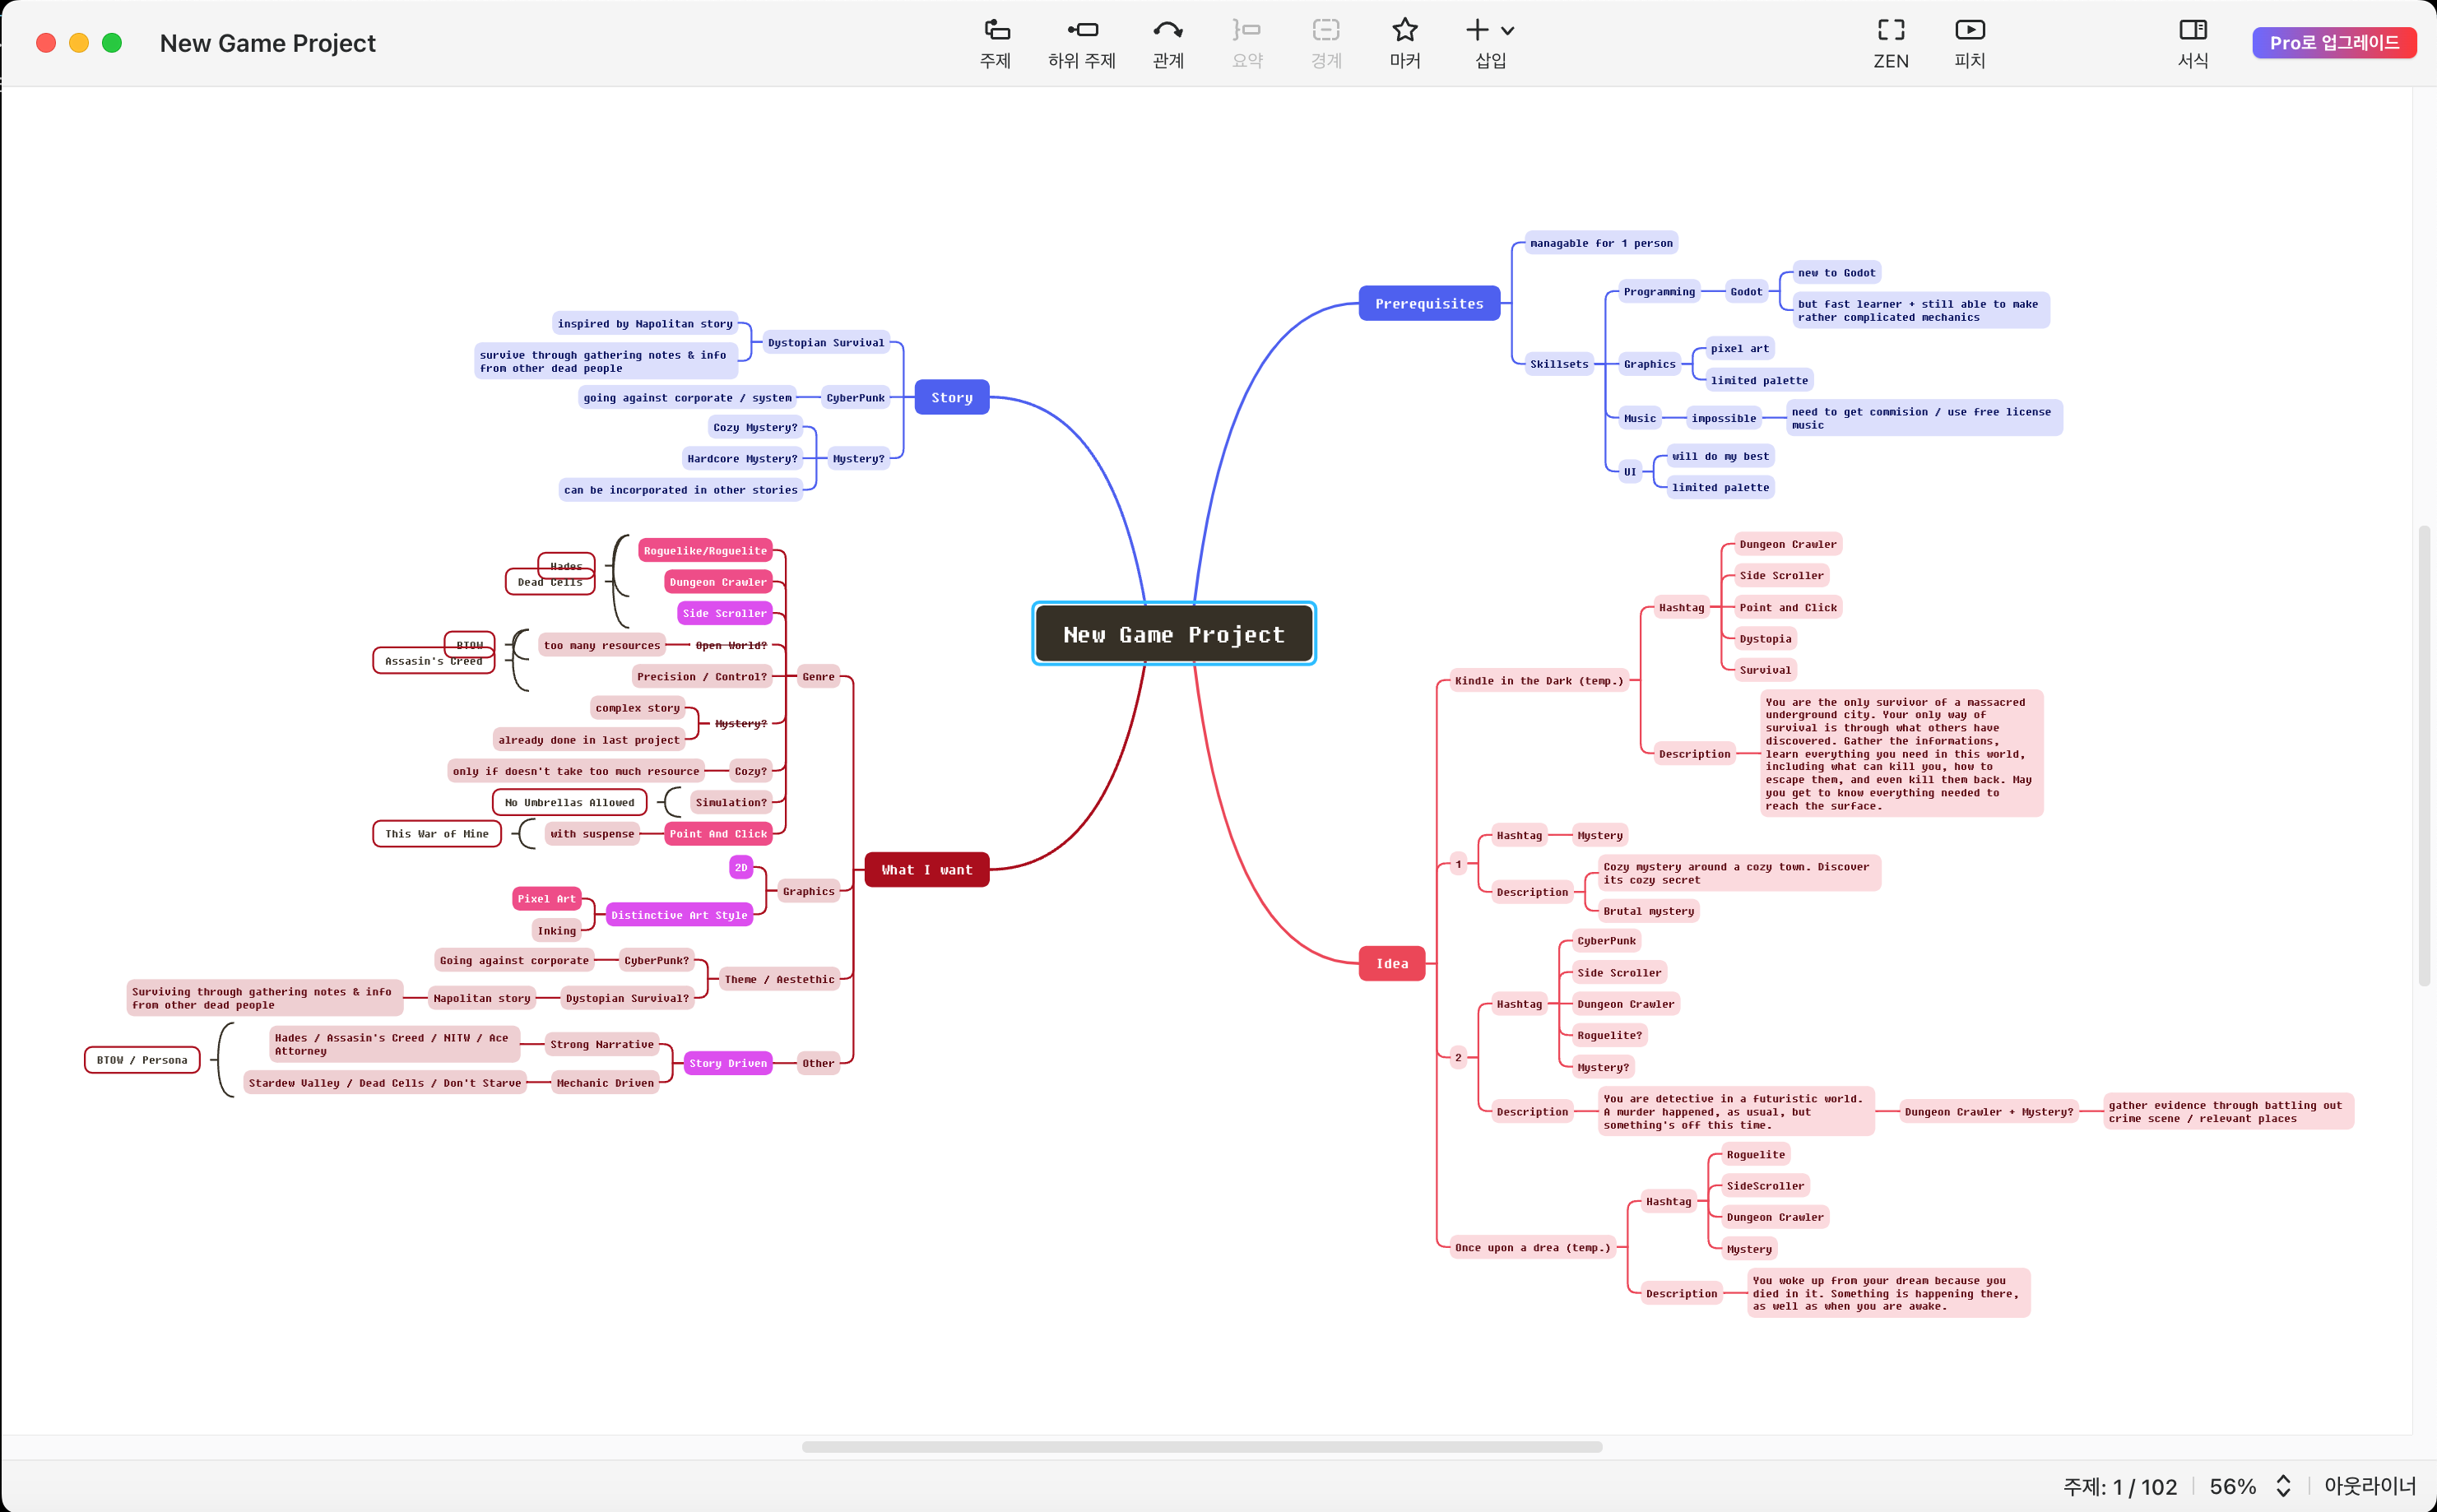 New Game Project
주제
하위 주제
관계
요약
경계
마커
삽입
ZEN
피치
서식
Pro로 업그레이드
New Game Project
Prerequisites
managable for 1 person
Skillsets
Programming
Godot
new to Godot
but fast learner + still able to make
rather complicated mechanics
Graphics
pixel art
limited palette
Music
impossible
need to get commision / use free license
music
UI
will do my best
limited palette
Idea
Kindle in the Dark (temp.)
Hashtag
Dungeon Crawler
Side Scroller
Point and Click
Dystopia
Survival
Description
You are the only survivor of a massacred
underground city. Your only way of
survival is through what others have
discovered. Gather the informations,
learn everything you need in this world,
including what can kill you, how to
escape them, and even kill them back. May
you get to know everything needed to
reach the surface.
1
Hashtag
Mystery
Description
Cozy mystery around a cozy town. Discover
its cozy secret
Brutal mystery
2
Hashtag
CyberPunk
Side Scroller
Dungeon Crawler
Roguelite?
Mystery?
Description
You are detective in a futuristic world.
A murder happened, as usual, but
something's off this time.
Dungeon Crawler + Mystery?
gather evidence through battling out
crime scene / relevant places
Once upon a drea (temp.)
Hashtag
Roguelite
SideScroller
Dungeon Crawler
Mystery
Description
You woke up from your dream because you
died in it. Something is happening there,
as well as when you are awake.
Story
Dystopian Survival
inspired by Napolitan story
survive through gathering notes & info
from other dead people
CyberPunk
going against corporate / system
Mystery?
Cozy Mystery?
Hardcore Mystery?
can be incorporated in other stories
What I want
Genre
Roguelike/Roguelite
Hades
Dungeon Crawler
Dead Cells
Side Scroller
Open World?
too many resources
BTOW
Assasin's Creed
Precision / Control?
Mystery?
complex story
already done in last project
Cozy?
only if doesn't take too much resource
Simulation?
No Umbrellas Allowed
Point And Click
with suspense
This War of Mine
Graphics
2D
Distinctive Art Style
Pixel Art
Inking
Theme / Aestethic
CyberPunk?
Going against corporate
Dystopian Survival?
Napolitan story
Surviving through gathering notes & info
from other dead people
Other
Story Driven
Strong Narrative
Hades / Assasin's Creed / NITW / Ace
Attorney
Mechanic Driven
Stardew Valley / Dead Cells / Don't Starve
BTOW / Persona
주제: 1 / 102
56%
아웃라이너